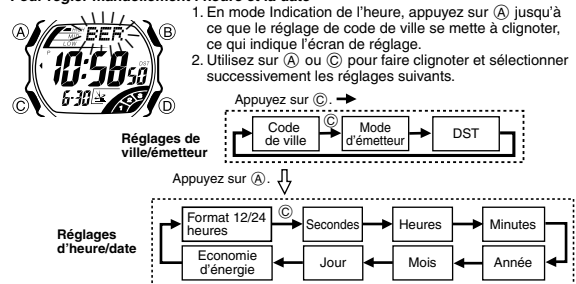 Pour régler manuellement l'heure et la date
A
B
C
D
BER
LOW
P
DST
10:58 50
6-30
1. En mode Indication de l'heure, appuyez sur Ⓐ jusqu'à
ce que le réglage de code de ville se mette à clignoter,
ce qui indique l'écran de réglage.
2. Utilisez sur Ⓐ ou Ⓒ pour faire clignoter et sélectionner
successivement les réglages suivants.
Appuyez sur Ⓒ. →
Réglages de
ville/émetteur
Code
de ville
Ⓒ
Mode
d'émetteur
DST
Appuyez sur Ⓐ.
Réglages
d'heure/date
Format 12/24
heures
Ⓒ
Secondes
Heures
Minutes
Economie
d'énergie
Jour
Mois
Année